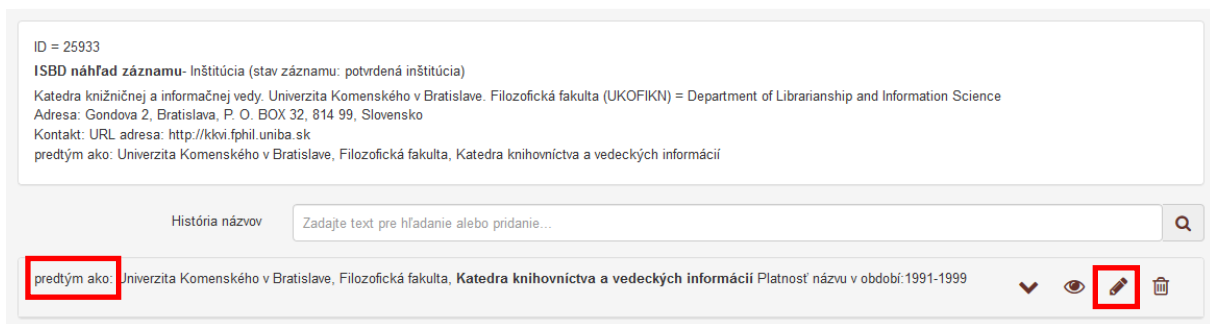 ID = 25933
ISBD náhľad záznamu- Inštitúcia (stav záznamu: potvrdená inštitúcia)
Katedra knižničnej a informačnej vedy. Univerzita Komenského v Bratislave. Filozofická fakulta (UKOFIKN) = Department of Librarianship and Information Science
Adresa: Gondova 2, Bratislava, P. O. BOX 32, 814 99, Slovensko
Kontakt: URL adresa: http://kkvi.fphil.uniba.sk
predtým ako: Univerzita Komenského v Bratislave, Filozofická fakulta, Katedra knihovníctva a vedeckých informácií
História názvov
Zadajte text pre hľadanie alebo pridanie...
predtým ako: Univerzita Komenského v Bratislave, Filozofická fakulta, Katedra knihovníctva a vedeckých informácií Platnosť názvu v období:1991-1999